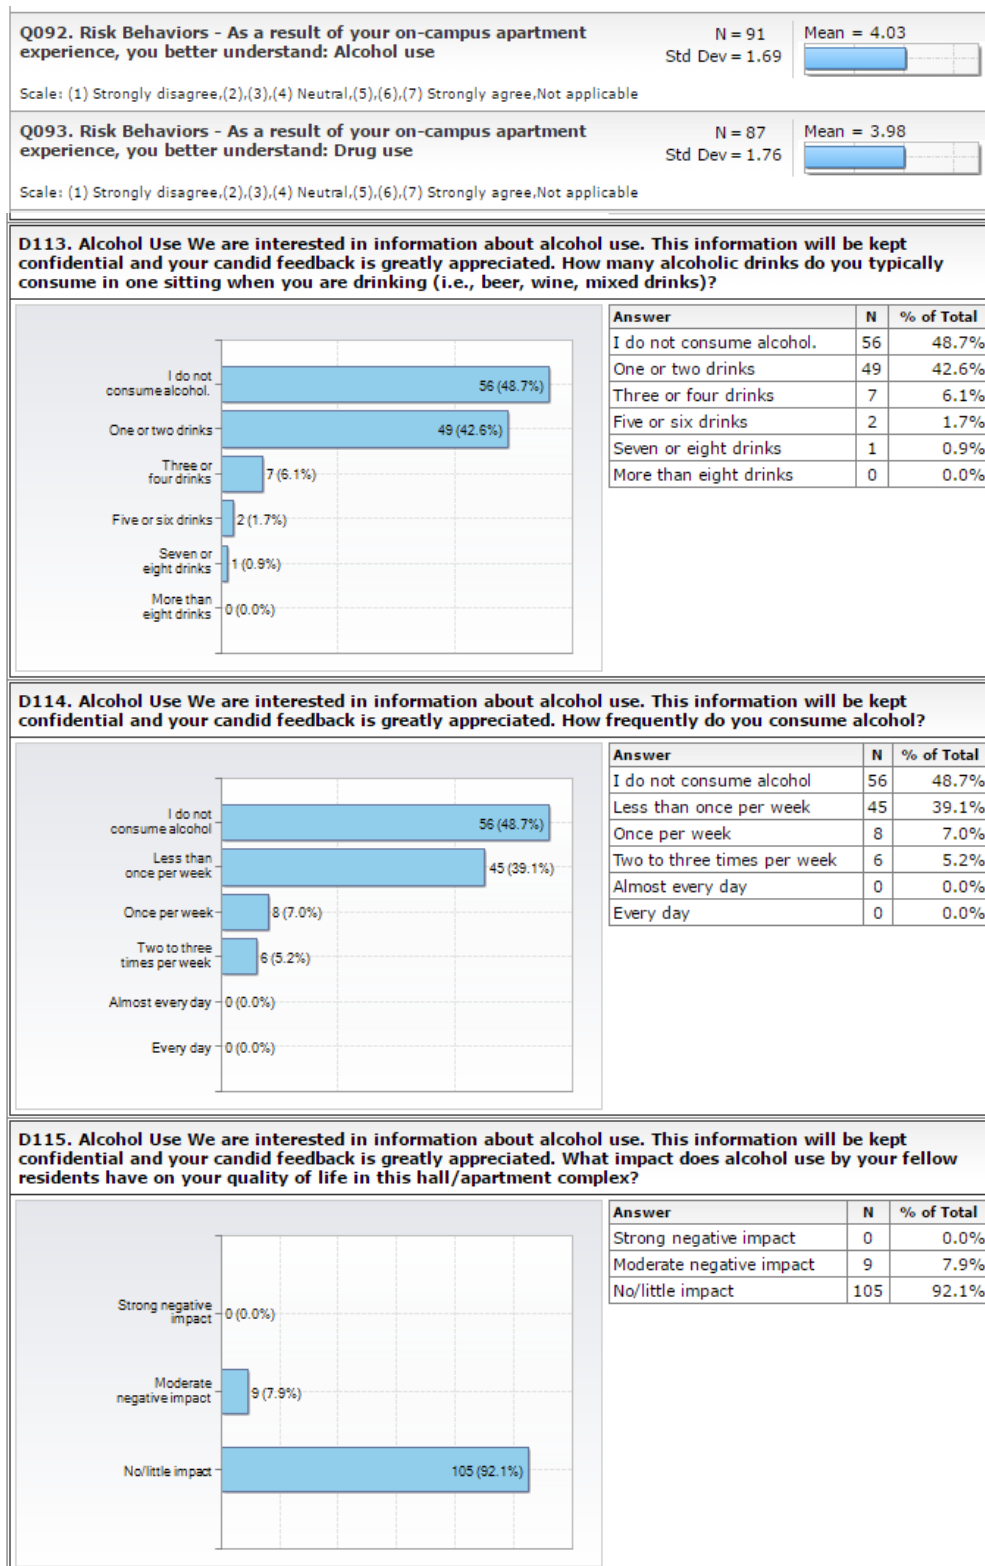 Q092. Risk Behaviors - As a result of your on-campus apartment
experience, you better understand: Alcohol use
N = 91
Std Dev = 1.69
Mean = 4.03
Scale: (1) Strongly disagree,(2),(3),(4) Neutral,(5),(6),(7) Strongly agree,Not applicable
Q093. Risk Behaviors - As a result of your on-campus apartment
experience, you better understand: Drug use
N = 87
Std Dev = 1.76
Mean = 3.98
Scale: (1) Strongly disagree,(2),(3),(4) Neutral,(5),(6),(7) Strongly agree,Not applicable
D113. Alcohol Use We are interested in information about alcohol use. This information will be kept
confidential and your candid feedback is greatly appreciated. How many alcoholic drinks do you typically
consume in one sitting when you are drinking (i.e., beer, wine, mixed drinks)?
I do not
consume alcohol.
56 (48.7%)
One or two drinks
49 (42.6%)
Three or
four drinks
7 (6.1%)
Five or six drinks
2 (1.7%)
Seven or
eight drinks
1 (0.9%)
More than
eight drinks
0 (0.0%)
Answer N % of Total
I do not consume alcohol. 56 48.7%
One or two drinks 49 42.6%
Three or four drinks 7 6.1%
Five or six drinks 2 1.7%
Seven or eight drinks 1 0.9%
More than eight drinks 0 0.0%
D114. Alcohol Use We are interested in information about alcohol use. This information will be kept
confidential and your candid feedback is greatly appreciated. How frequently do you consume alcohol?
I do not
consume alcohol
56 (48.7%)
Less than
once per week
45 (39.1%)
Once per week
8 (7.0%)
Two to three
times per week
6 (5.2%)
Almost every day
0 (0.0%)
Every day
0 (0.0%)
Answer N % of Total
I do not consume alcohol 56 48.7%
Less than once per week 45 39.1%
Once per week 8 7.0%
Two to three times per week 6 5.2%
Almost every day 0 0.0%
Every day 0 0.0%
D115. Alcohol Use We are interested in information about alcohol use. This information will be kept
confidential and your candid feedback is greatly appreciated. What impact does alcohol use by your fellow
residents have on your quality of life in this hall/apartment complex?
Strong negative
impact
0 (0.0%)
Moderate
negative impact
9 (7.9%)
No/little impact
105 (92.1%)
Answer N % of Total
Strong negative impact 0 0.0%
Moderate negative impact 9 7.9%
No/little impact 105 92.1%